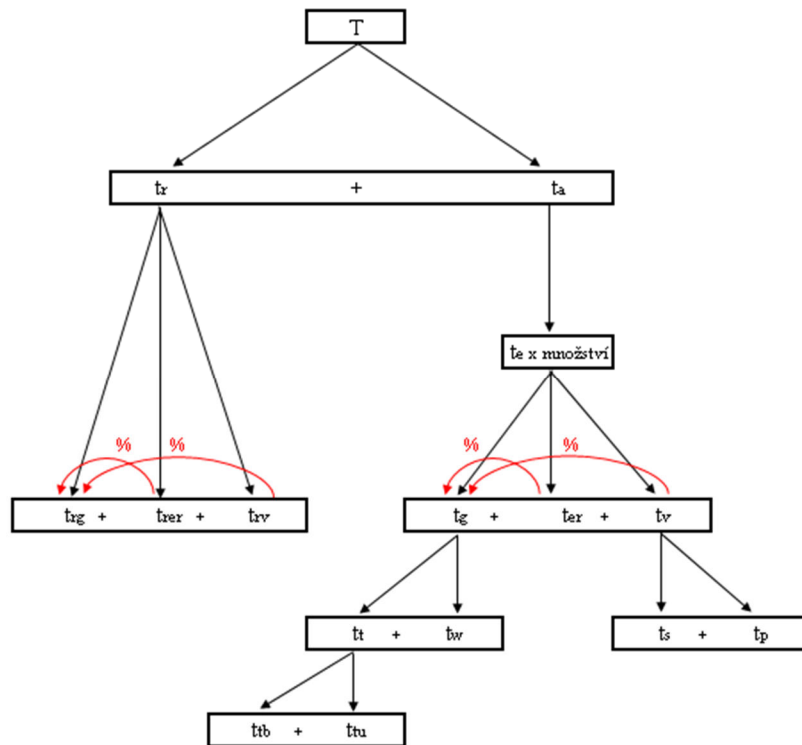 T
tr + ta
te x množství
% % % %
trg + trer + trv
tg + ter + tv
tt + tw
ts + tp
ttb + ttu